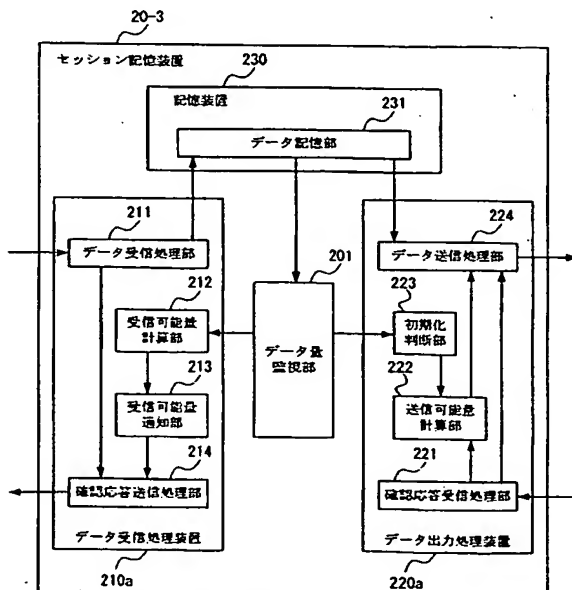 20-3
セッション記憶装置
230
記憶装置
231
データ記憶部
211
データ受信処理部
212
受信可能量
計算部
213
受信可能量
通知部
214
確認応答送信処理部
データ受信処理装置
210a
201
データ量
監視部
224
データ送信処理部
223
初期化
判断部
222
送信可能量
計算部
221
確認応答受信処理部
データ出力処理装置
220a